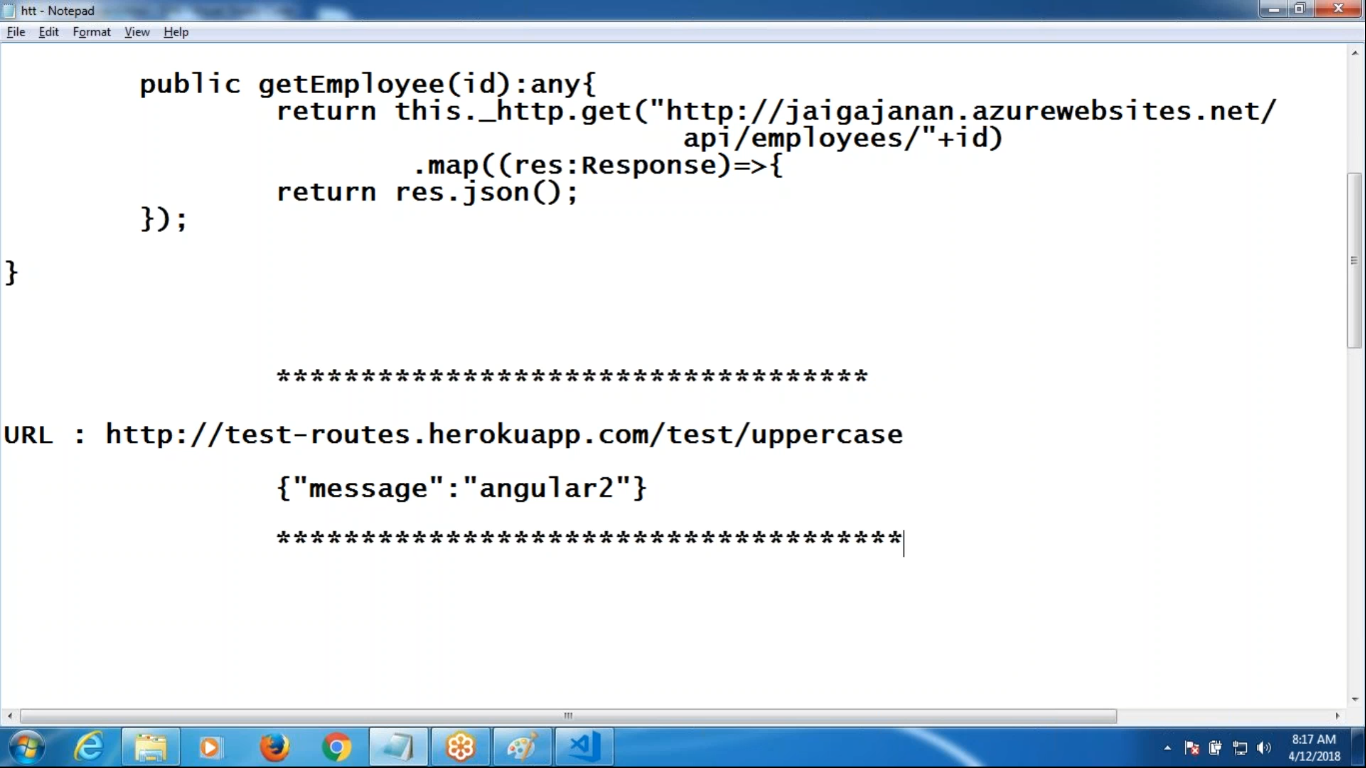 htt - Notepad
File Edit Format View Help
public getEmployee(id):any{
return this._http.get("http://jaigajanan.azurewebsites.net/
api/employees/"+id)
.map((res:Response)=>{
return res.json();
});
}
***********************************
URL : http://test-routes.herokuapp.com/test/uppercase
{"message":"angular2"}
*************************************
8:17 AM
4/12/2018